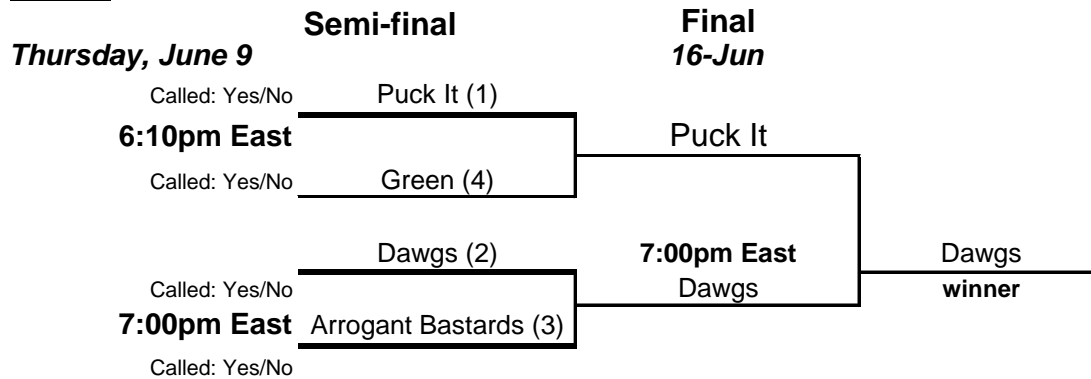 Semi-final Final
Thursday, June 9 16-Jun
Called: Yes/No Puck It (1)
6:10pm East Puck It
Called: Yes/No Green (4)
Dawgs (2) 7:00pm East Dawgs
Called: Yes/No Dawgs winner
7:00pm East Arrogant Bastards (3)
Called: Yes/No